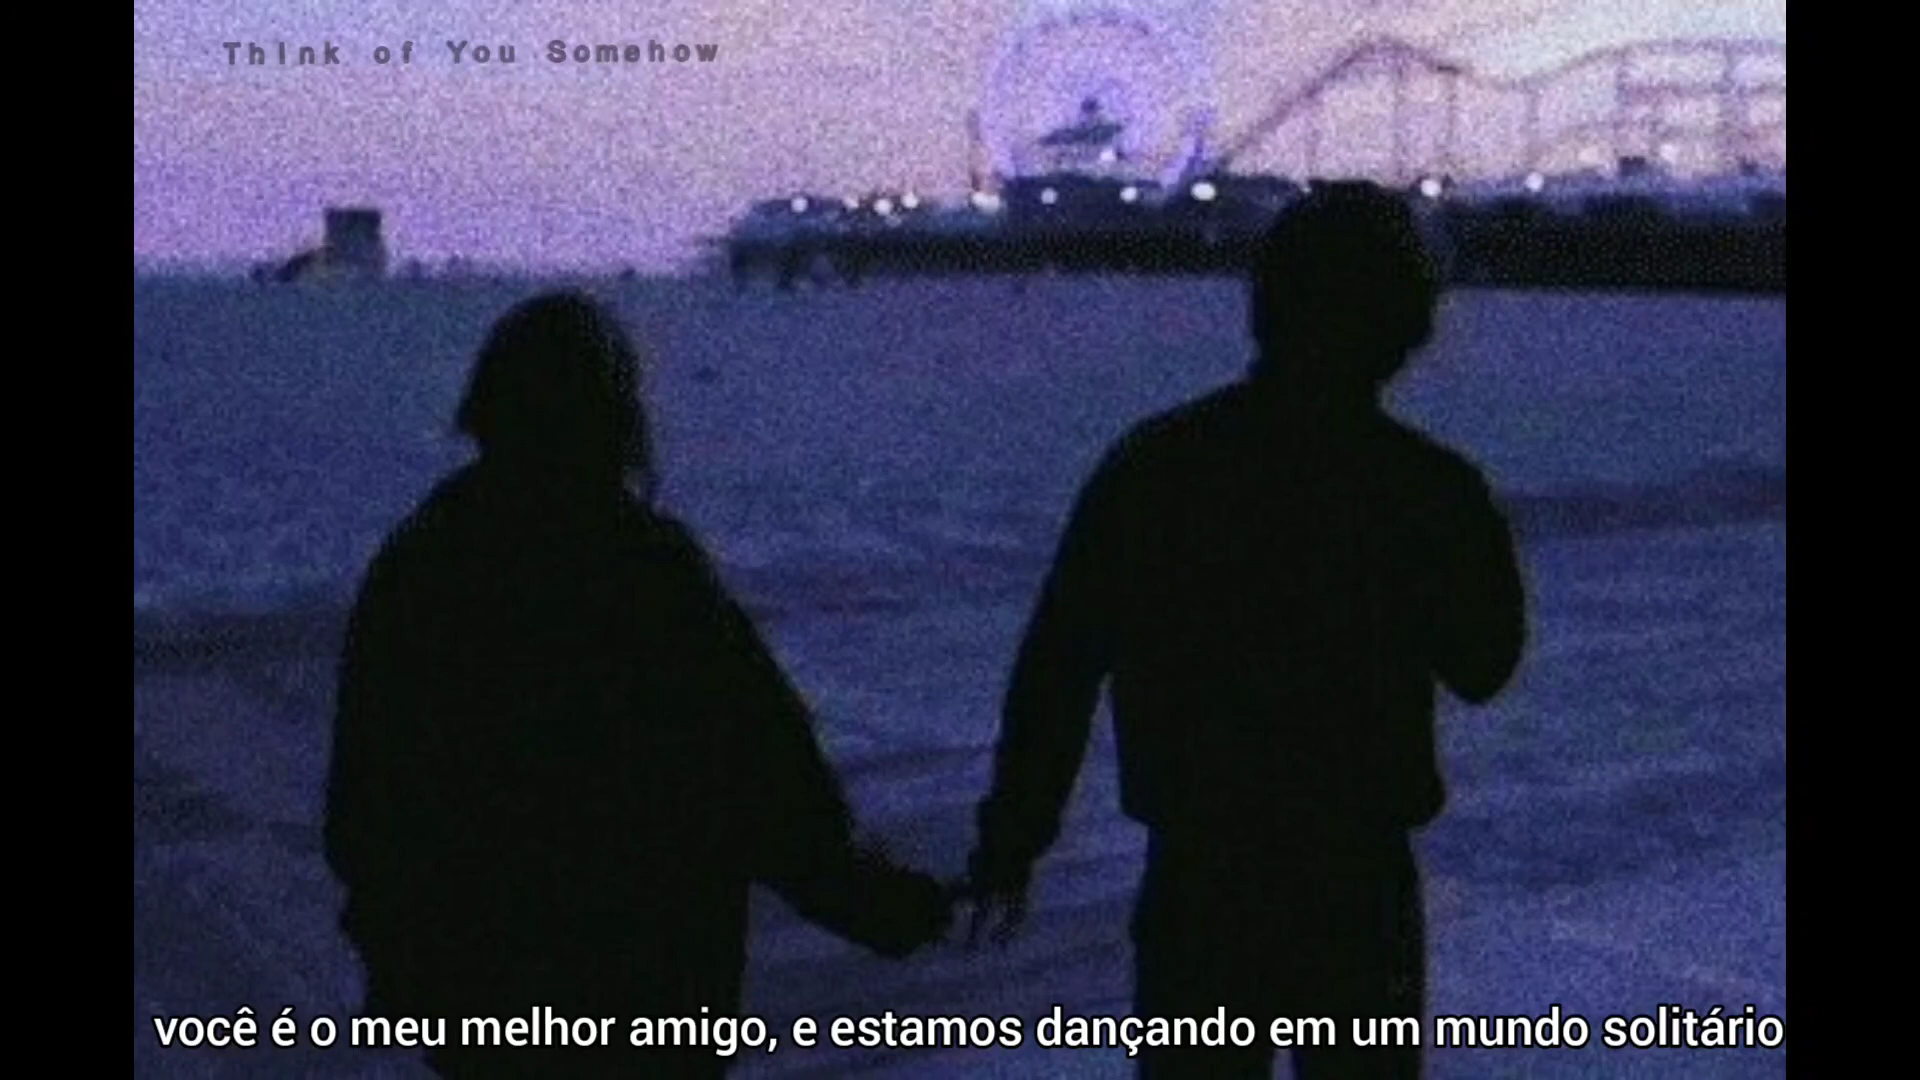 Think of You Somehow
você é o meu melhor amigo, e estamos dançando em um mundo solitário